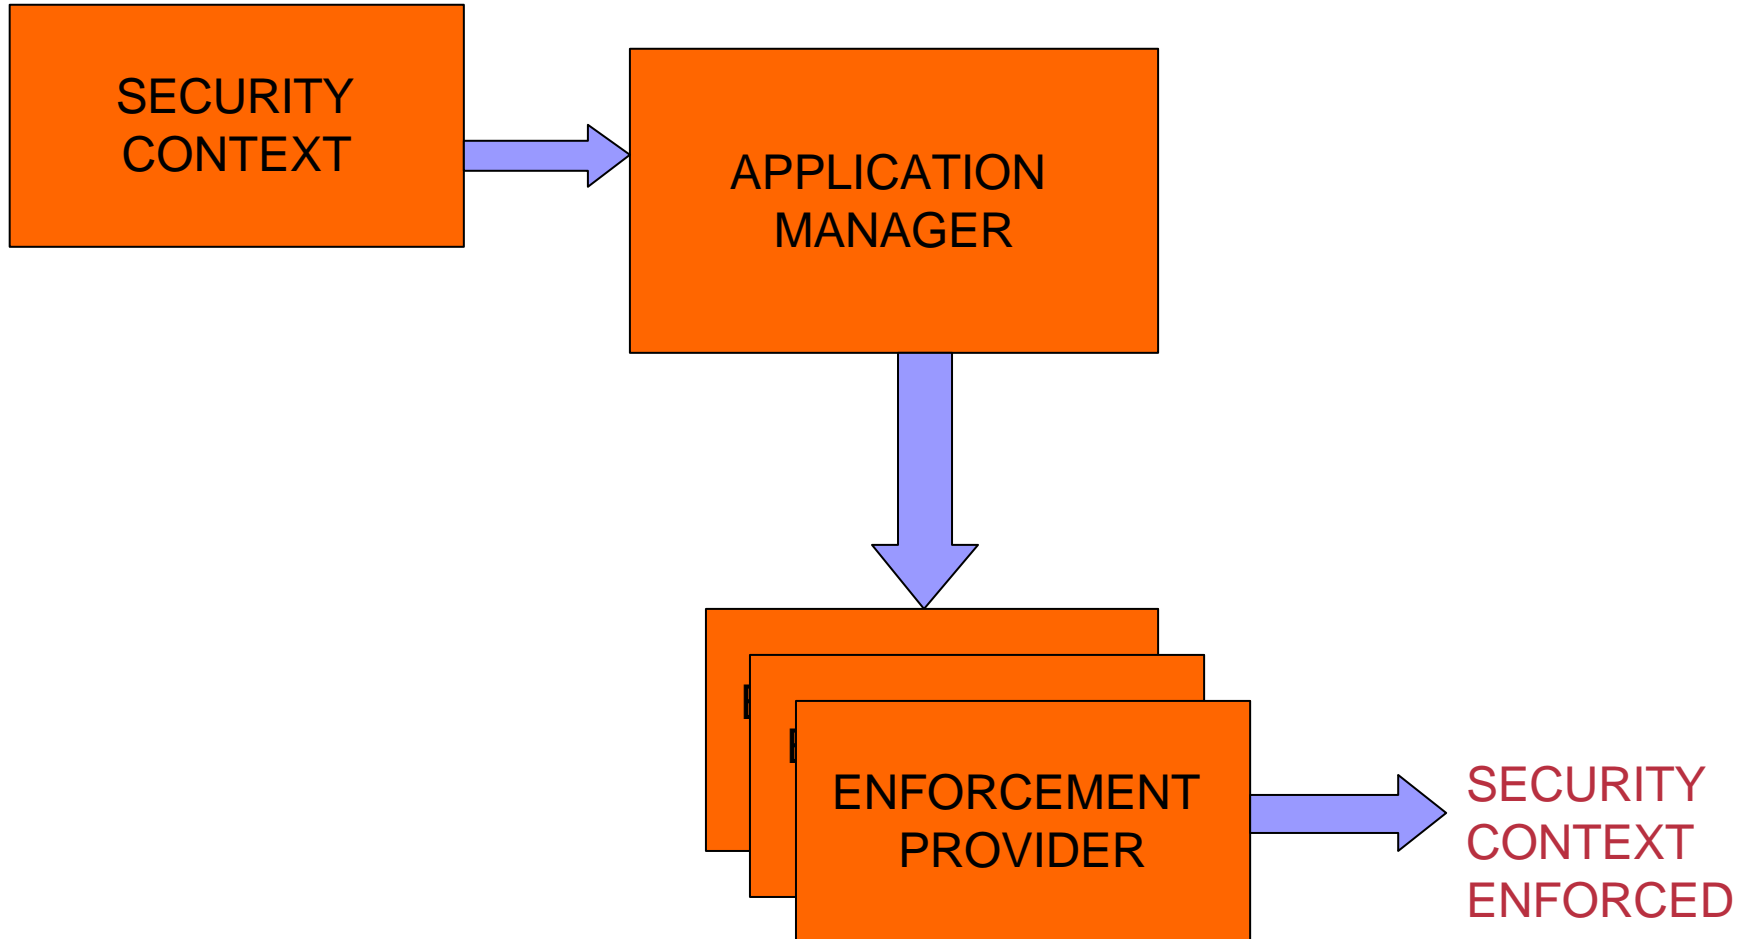 SECURITY
CONTEXT
APPLICATION
MANAGER
ENFORCEMENT
PROVIDER
SECURITY
CONTEXT
ENFORCED